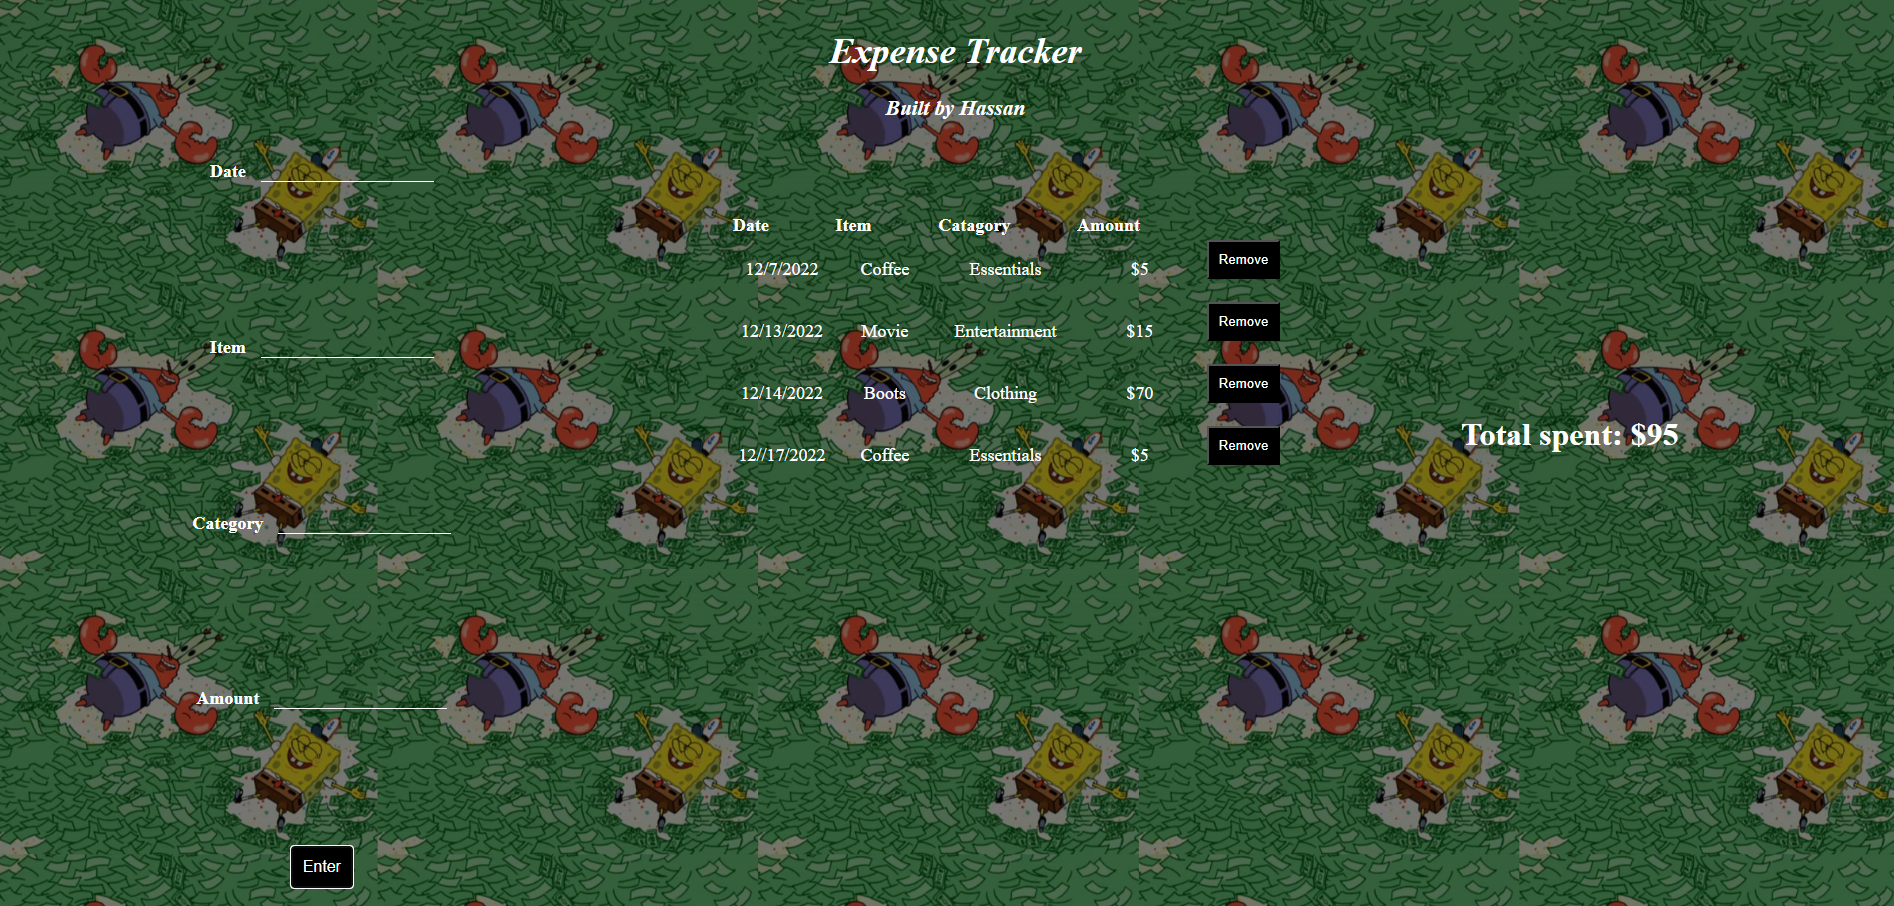 Expense Tracker
Built by Hassan
Date
Item
Category
Amount
Enter
Date Item Catagory Amount
12/7/2022 Coffee Essentials $5 Remove
12/13/2022 Movie Entertainment $15 Remove
12/14/2022 Boots Clothing $70 Remove
12//17/2022 Coffee Essentials $5 Remove
Total spent: $95